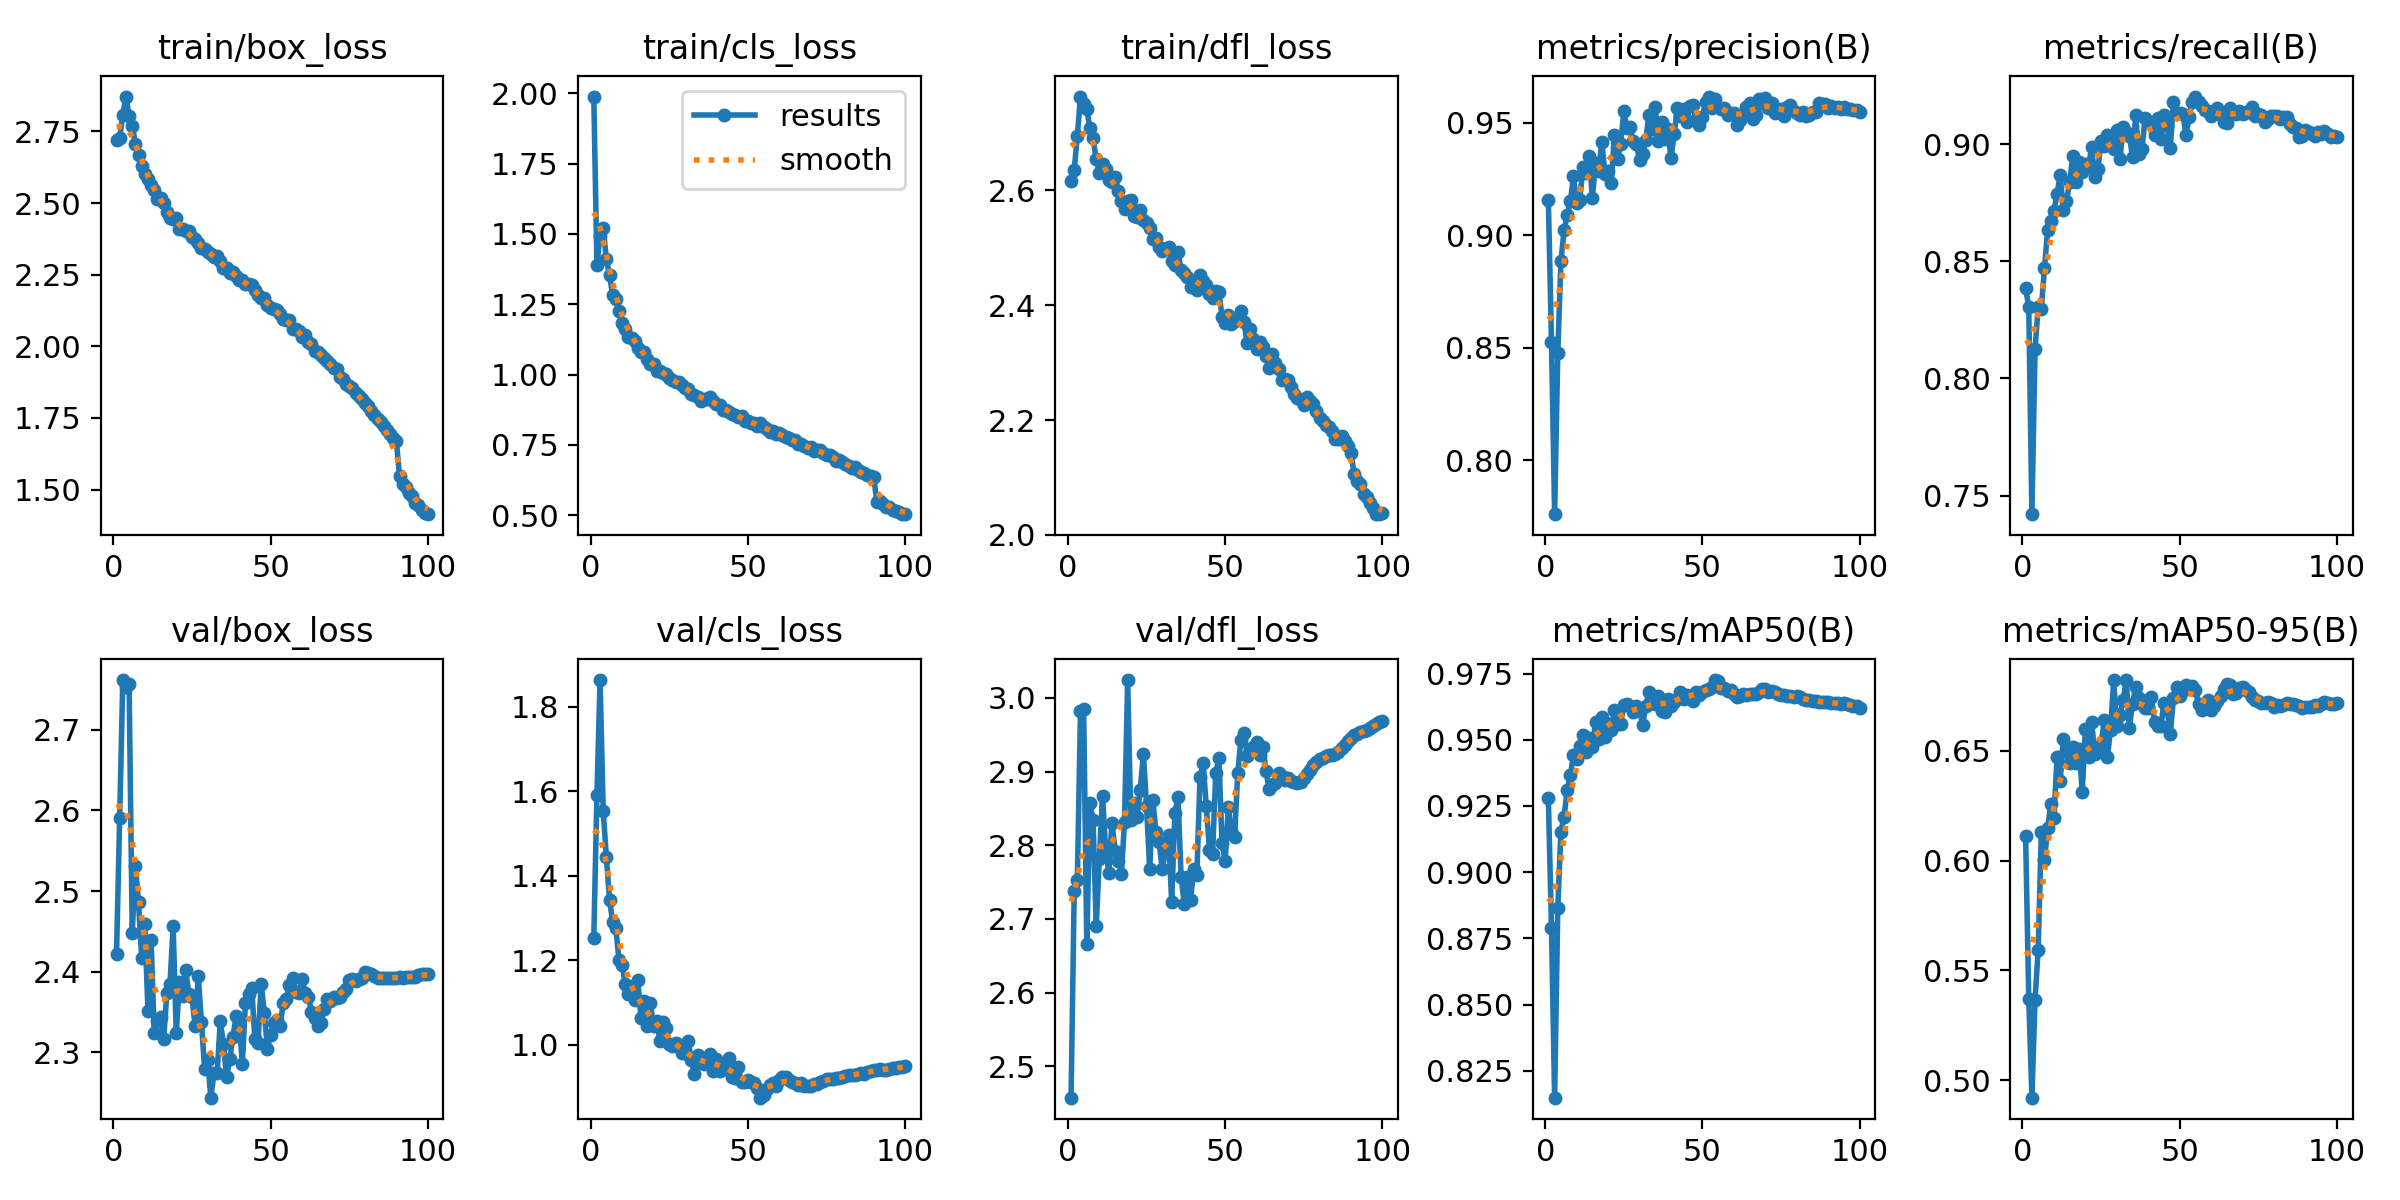 train/box_loss
2.75
2.50
2.25
2.00
1.75
1.50
0 50 100
train/cls_loss
2.00
1.75
1.50
1.25
1.00
0.75
0.50
results
smooth
0 50 100
train/dfl_loss
2.6
2.4
2.2
2.0
0 50 100
metrics/precision(B)
0.95
0.90
0.85
0.80
0 50 100
metrics/recall(B)
0.90
0.85
0.80
0.75
0 50 100
val/box_loss
2.7
2.6
2.5
2.4
2.3
0 50 100
val/cls_loss
1.8
1.6
1.4
1.2
1.0
0 50 100
val/dfl_loss
3.0
2.9
2.8
2.7
2.6
2.5
0 50 100
metrics/mAP50(B)
0.975
0.950
0.925
0.900
0.875
0.850
0.825
0 50 100
metrics/mAP50-95(B)
0.65
0.60
0.55
0.50
0 50 100